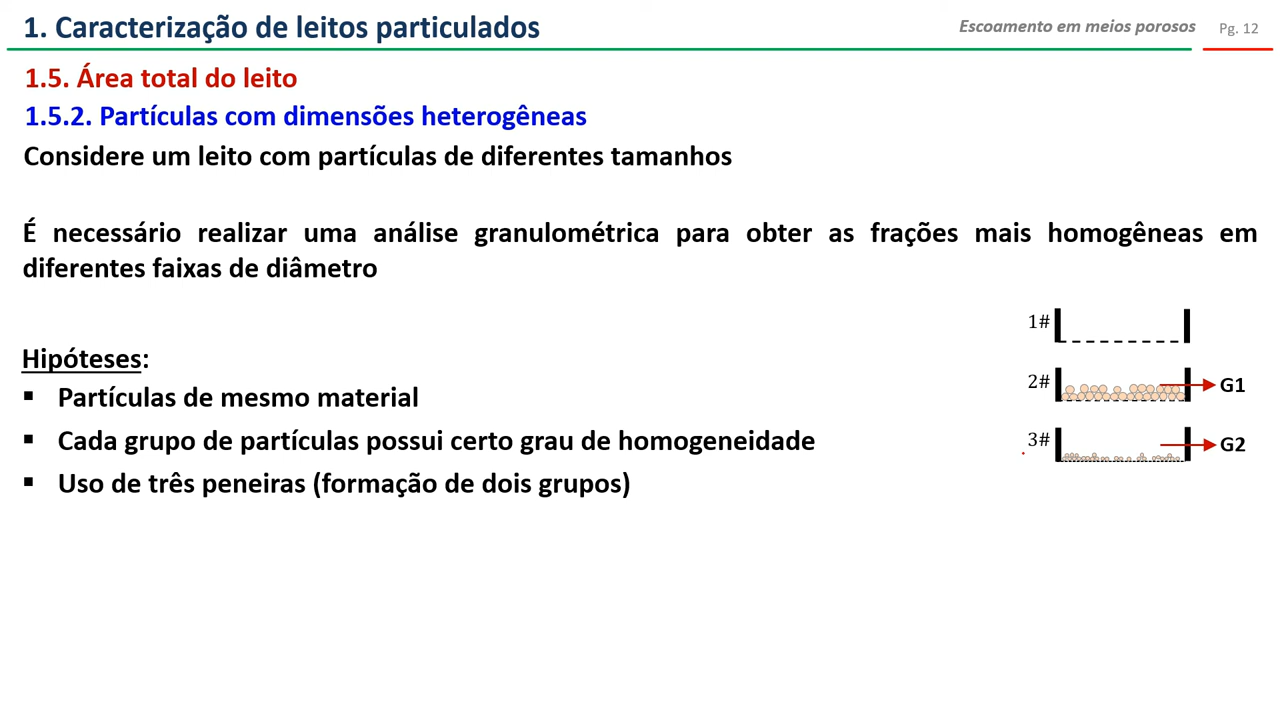 1. Caracterização de leitos particulados
Escoamento em meios porosos
Pg. 12
1.5. Área total do leito
1.5.2. Partículas com dimensões heterogêneas
Considere um leito com partículas de diferentes tamanhos
É necessário realizar uma análise granulométrica para obter as frações mais homogêneas em
diferentes faixas de diâmetro
Hipóteses:
▪ Partículas de mesmo material
▪ Cada grupo de partículas possui certo grau de homogeneidade
▪ Uso de três peneiras (formação de dois grupos)
1#
2#
G1
3#
G2